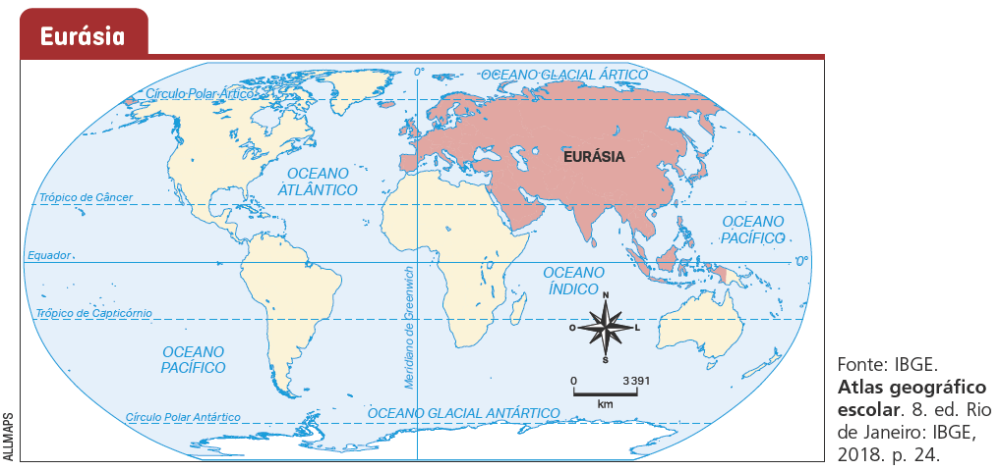 Eurásia
0°
OCEANO GLACIAL ÁRTICO
Círculo Polar Ártico
EURÁSIA
OCEANO
ATLÂNTICO
Trópico de Câncer
OCEANO
PACÍFICO
Equador
0°
OCEANO
ÍNDICO
Meridiano de Greenwich
N
O
L
S
Trópico de Capticórnio
OCEANO
PACÍFICO
0
3 391
km
OCEANO GLACIAL ANTÁRTICO
Círculo Polar Antártico
ALLMAPS
Fonte: IBGE.
Atlas geográfico
escolar. 8. ed. Rio
de Janeiro: IBGE,
2018. p. 24.